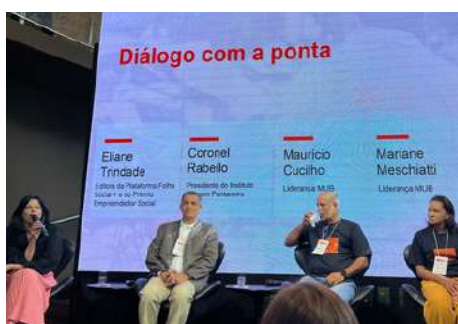 Diálogo com a ponta
Eliane
Trindade
Editora da Plataforma Folha
Social+ e do Prêmio
Empreendedor Social
Coronel
Rabello
Presidente do Instituto
Maurício
Cucilho
Liderança MUB
Mariane
Meschiatti
Liderança MUB